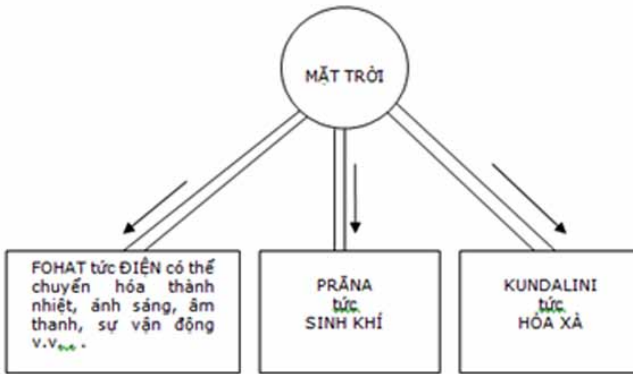 MẶT TRỜI
FOHAT tức ĐIỆN có thể
chuyển hóa thành
nhiệt, ánh sáng, âm
thanh, sự vận động
v.v... .
PRĀNA
tức
SINH KHÍ
KUNDALINI
tức
HỎA XÀ